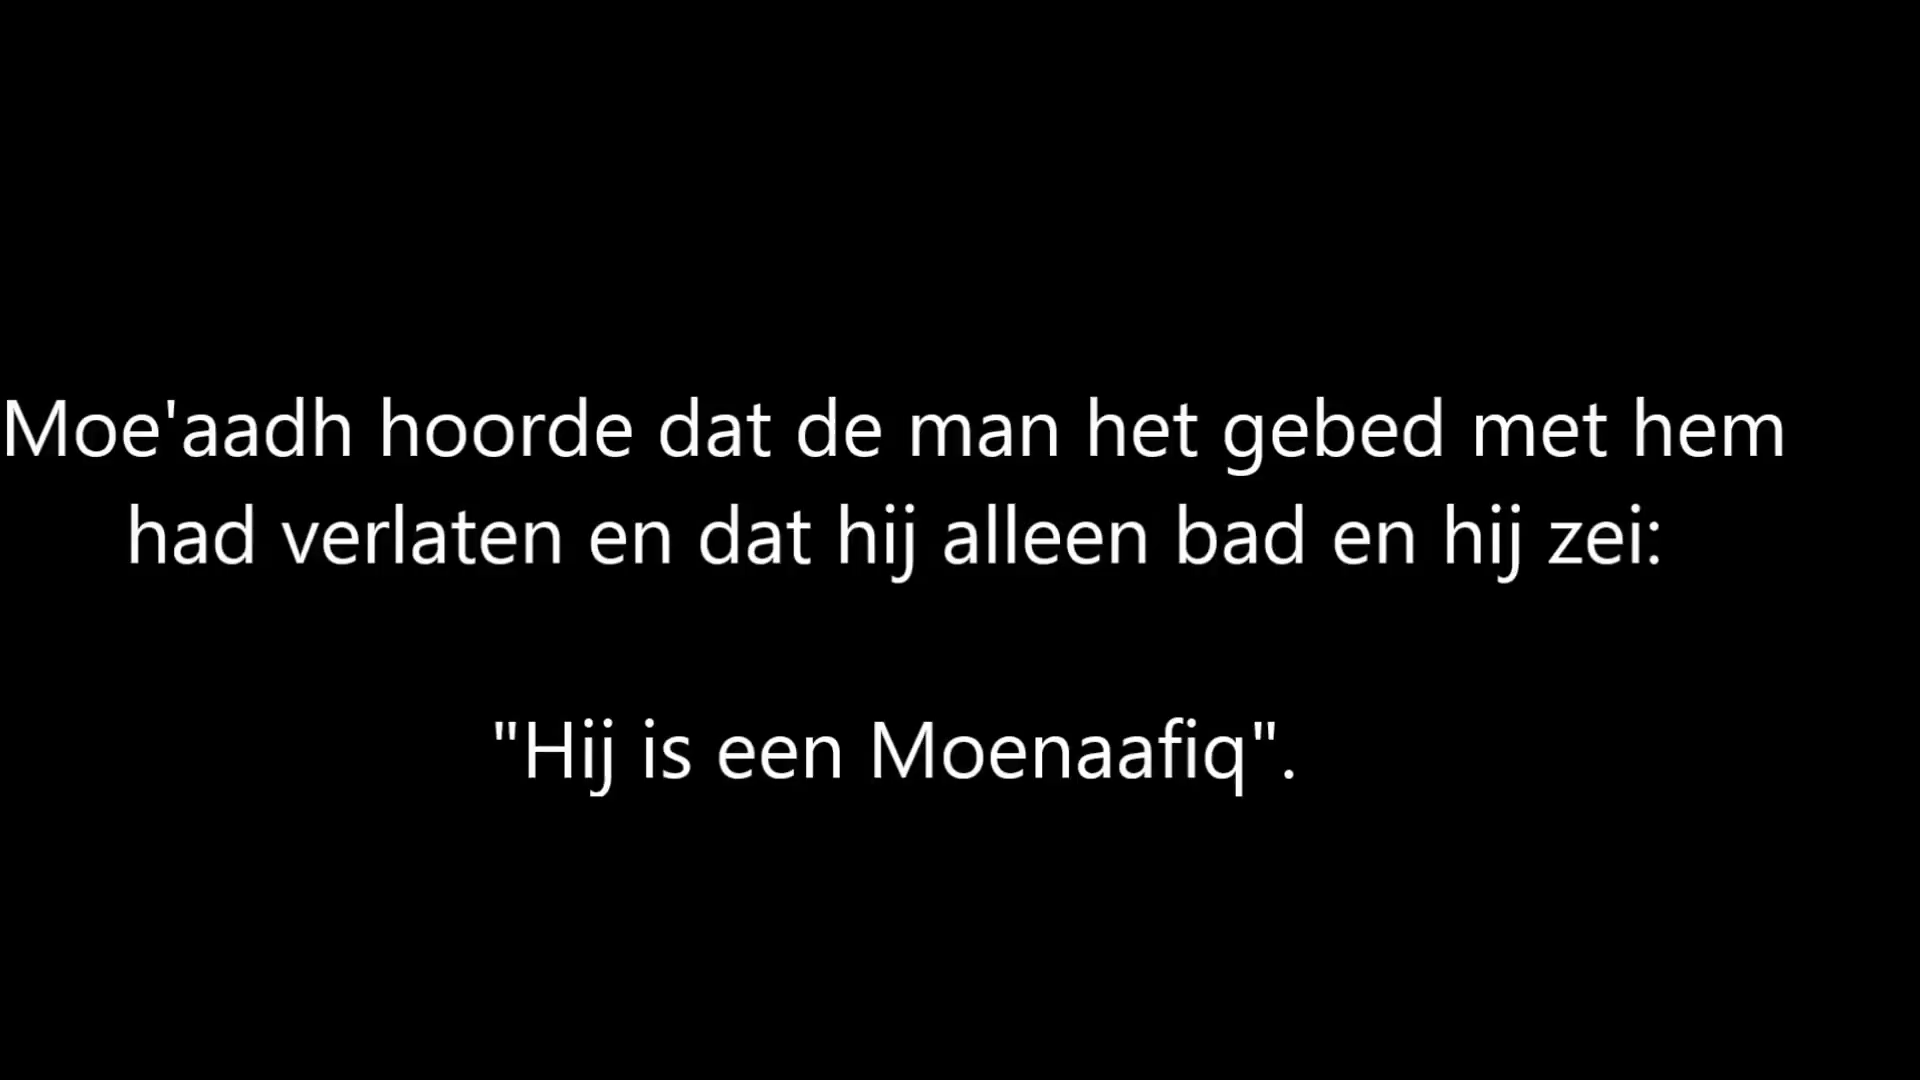 Moe'aadh hoorde dat de man het gebed met hem
had verlaten en dat hij alleen bad en hij zei:
"Hij is een Moenaafiq".